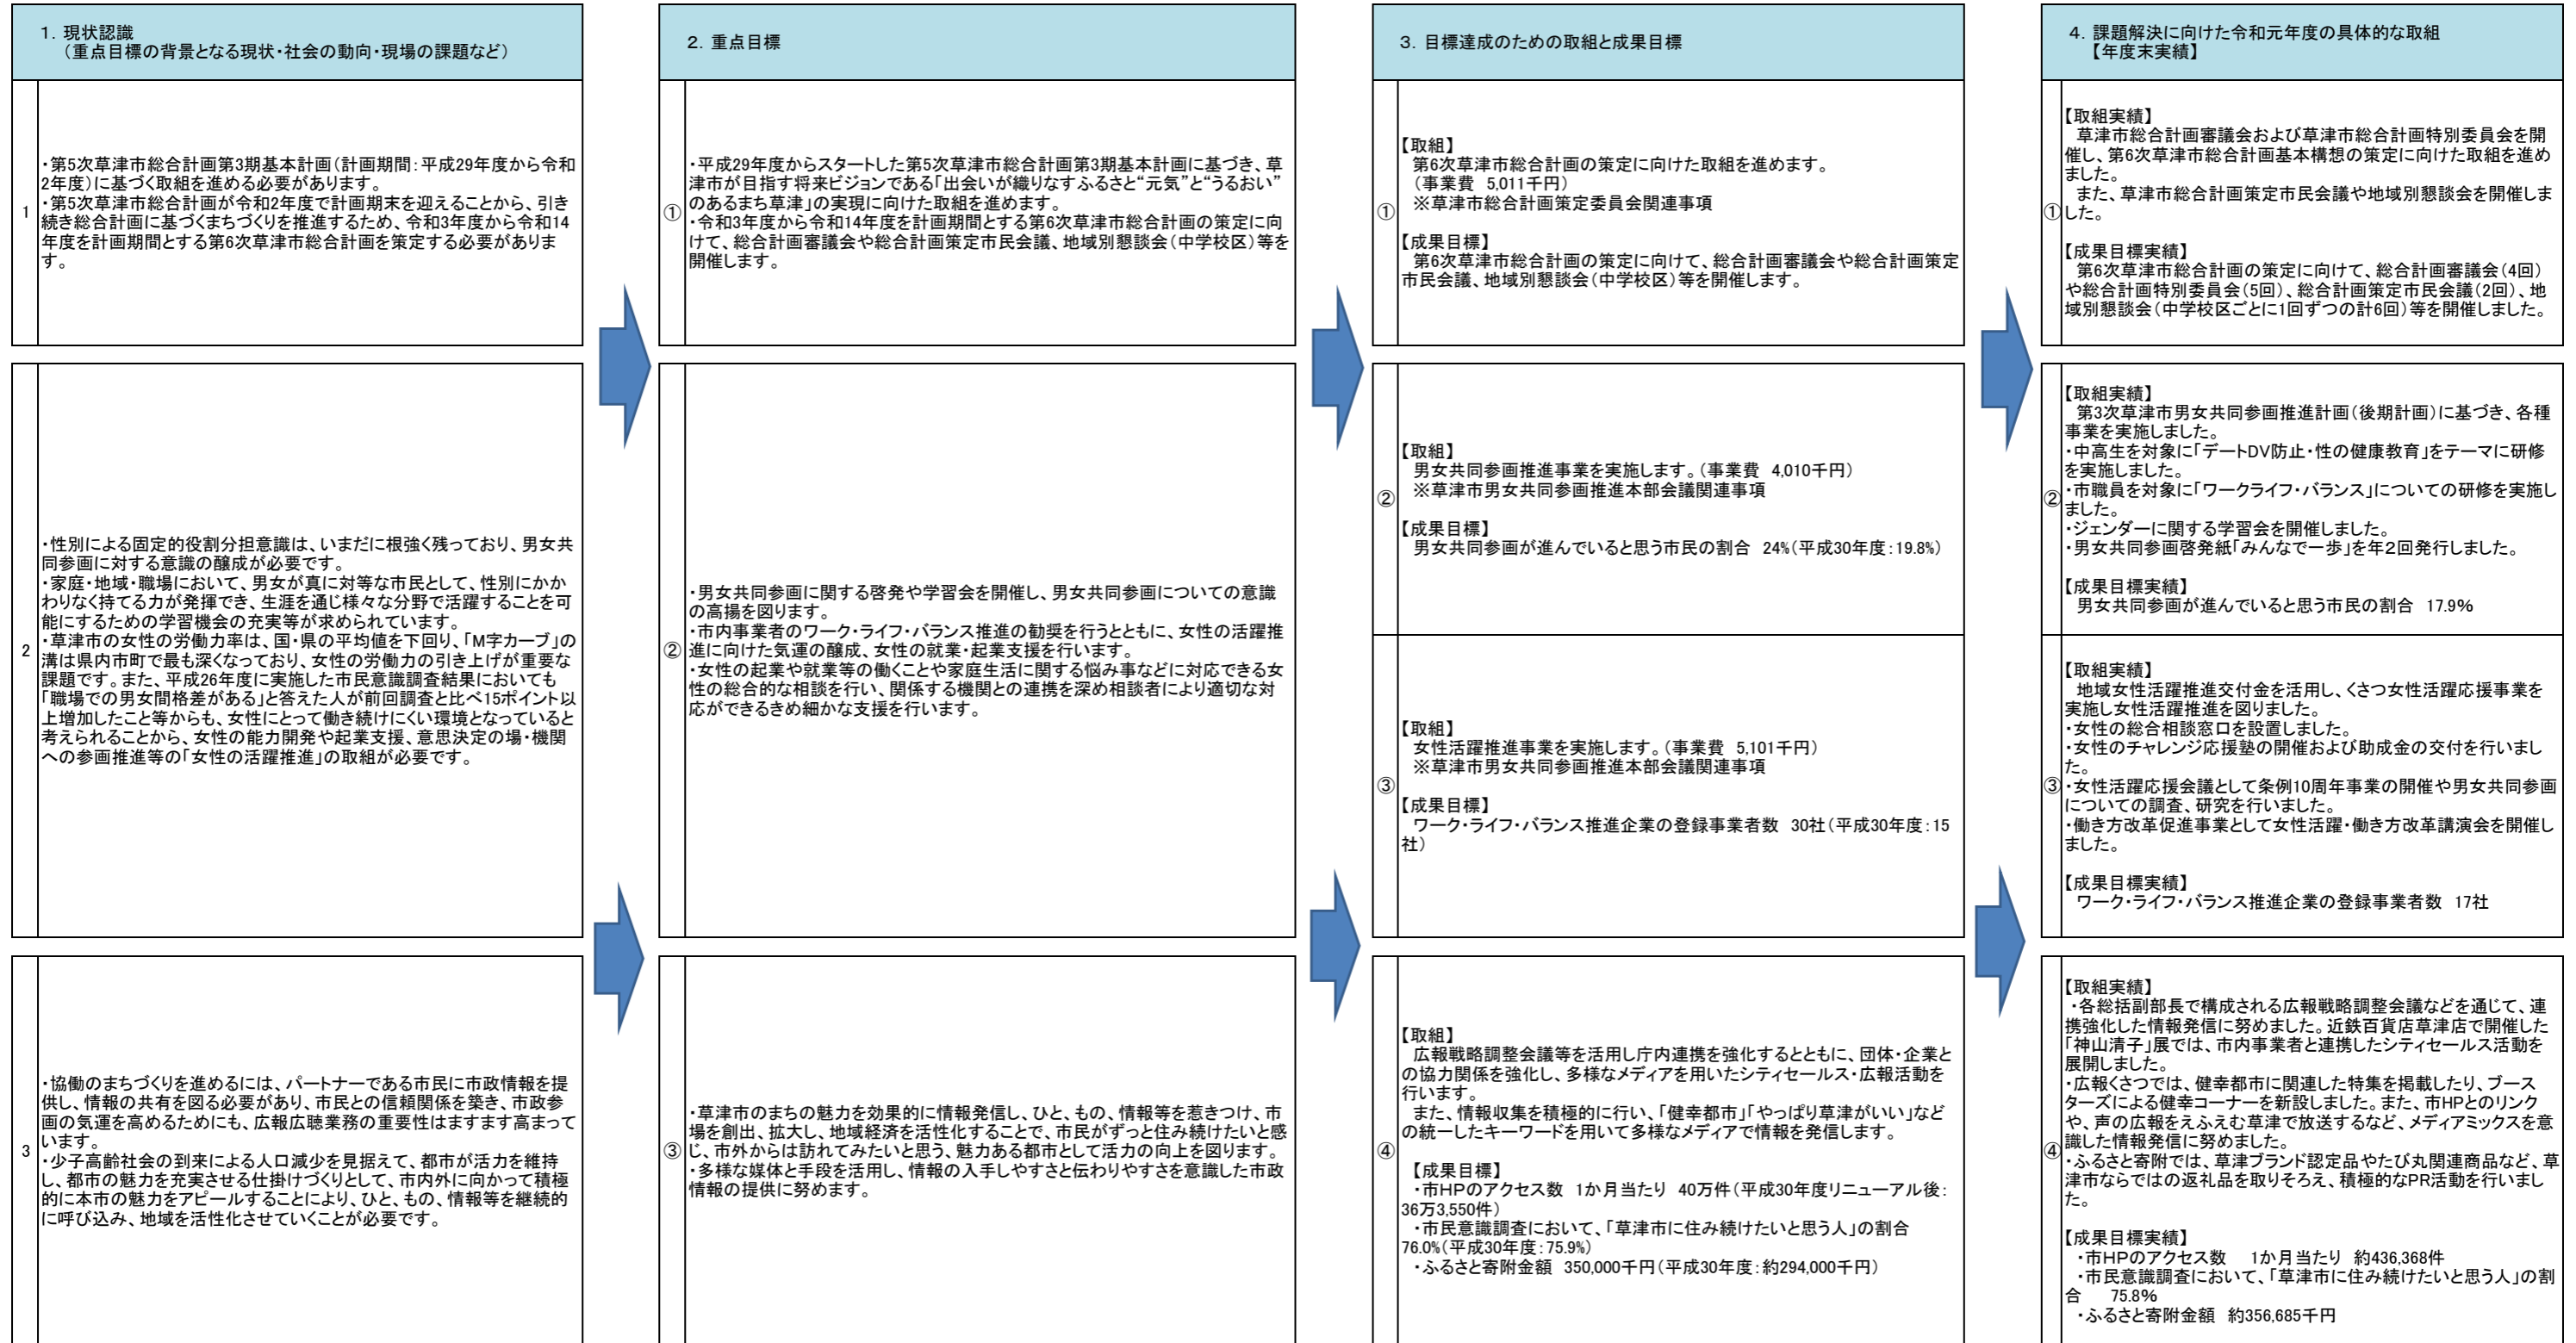 １．現状認識
（重点目標の背景となる現状・社会の動向・現場の課題など）
1
・第5次草津市総合計画第3期基本計画（計画期間：平成29年度から令和
2年度）に基づく取組を進める必要があります。
・第5次草津市総合計画が令和2年度で計画期末を迎えることから、引き
続き総合計画に基づくまちづくりを推進するため、令和3年度から令和14
年度を計画期間とする第6次草津市総合計画を策定する必要がありま
す。
2
・性別による固定的役割分担意識は、いまだに根強く残っており、男女共
同参画に対する意識の醸成が必要です。
・家庭・地域・職場において、男女が真に対等な市民として、性別にかか
わりなく持てる力が発揮でき、生涯を通じ様々な分野で活躍することを可
能にするための学習機会の充実等が求められています。
・草津市の女性の労働力率は、国・県の平均値を下回り、「M字カーブ」の
溝は県内市町で最も深くなっており、女性の労働力の引き上げが重要な
課題です。また、平成26年度に実施した市民意識調査結果においても
「職場での男女間格差がある」と答えた人が前回調査と比べ15ポイント以
上増加したこと等からも、女性にとって働き続けにくい環境となっていると
考えられることから、女性の能力開発や起業支援、意思決定の場・機関
への参画推進等の「女性の活躍推進」の取組が必要です。
3
・協働のまちづくりを進めるには、パートナーである市民に市政情報を提
供し、情報の共有を図る必要があり、市民との信頼関係を築き、市政参
画の気運を高めるためにも、広報広聴業務の重要性はますます高まって
います。
・少子高齢社会の到来による人口減少を見据えて、都市が活力を維持
し、都市の魅力を充実させる仕掛けづくりとして、市内外に向かって積極
的に本市の魅力をアピールすることにより、ひと、もの、情報等を継続的
に呼び込み、地域を活性化させていくことが必要です。
２．重点目標
①
・平成29年度からスタートした第5次草津市総合計画第3期基本計画に基づき、草
津市が目指す将来ビジョンである「出会いが織りなすふるさと“元気”と“うるおい”
のあるまち草津」の実現に向けた取組を進めます。
・令和3年度から令和14年度を計画期間とする第6次草津市総合計画の策定に向
けて、総合計画審議会や総合計画策定市民会議、地域別懇談会（中学校区）等を
開催します。
②
・男女共同参画に関する啓発や学習会を開催し、男女共同参画についての意識
の高揚を図ります。
・市内事業者のワーク・ライフ・バランス推進の勧奨を行うとともに、女性の活躍推
進に向けた気運の醸成、女性の就業・起業支援を行います。
・女性の起業や就業等の働くことや家庭生活に関する悩み事などに対応できる女
性の総合的な相談を行い、関係する機関との連携を深め相談者により適切な対
応ができるきめ細かな支援を行います。
③
・草津市のまちの魅力を効果的に情報発信し、ひと、もの、情報等を惹きつけ、市
場を創出、拡大し、地域経済を活性化することで、市民がずっと住み続けたいと感
じ、市外からは訪れてみたいと思う、魅力ある都市として活力の向上を図ります。
・多様な媒体と手段を活用し、情報の入手しやすさと伝わりやすさを意識した市政
情報の提供に努めます。
３．目標達成のための取組と成果目標
①
【取組】
第6次草津市総合計画の策定に向けた取組を進めます。
（事業費　5,011千円）
※草津市総合計画策定委員会関連事項
【成果目標】
第6次草津市総合計画の策定に向けて、総合計画審議会や総合計画策定
市民会議、地域別懇談会（中学校区）等を開催します。
②
【取組】
男女共同参画推進事業を実施します。（事業費　4,010千円）
※草津市男女共同参画推進本部会議関連事項
【成果目標】
男女共同参画が進んでいると思う市民の割合　24%（平成30年度：19.8%）
③
【取組】
女性活躍推進事業を実施します。（事業費　5,101千円）
※草津市男女共同参画推進本部会議関連事項
【成果目標】
ワーク・ライフ・バランス推進企業の登録事業者数　30社（平成30年度：15
社）
④
【取組】
広報戦略調整会議等を活用し庁内連携を強化するとともに、団体・企業と
の協力関係を強化し、多様なメディアを用いたシティセールス・広報活動を
行います。
また、情報収集を積極的に行い、「健幸都市」「やっぱり草津がいい」など
の統一したキーワードを用いて多様なメディアで情報を発信します。
【成果目標】
・市HPのアクセス数　1か月当たり　40万件（平成30年度リニューアル後：
36万3,550件）
・市民意識調査において、「草津市に住み続けたいと思う人」の割合
76.0%（平成30年度：75.9%）
・ふるさと寄附金額　350,000千円（平成30年度：約294,000千円）
４．課題解決に向けた令和元年度の具体的な取組
【年度末実績】
①
【取組実績】
草津市総合計画審議会および草津市総合計画特別委員会を開
催し、第6次草津市総合計画基本構想の策定に向けた取組を進め
ました。
また、草津市総合計画策定市民会議や地域別懇談会を開催しま
した。
【成果目標実績】
第6次草津市総合計画の策定に向けて、総合計画審議会（4回）
や総合計画特別委員会（5回）、総合計画策定市民会議（2回）、地
域別懇談会（中学校区ごとに1回ずつの計6回）等を開催しました。
②
【取組実績】
第3次草津市男女共同参画推進計画（後期計画）に基づき、各種
事業を実施しました。
・中高生を対象に「デートDV防止・性の健康教育」をテーマに研修
を実施しました。
・市職員を対象に「ワークライフ・バランス」についての研修を実施し
ました。
・ジェンダーに関する学習会を開催しました。
・男女共同参画啓発紙「みんなで一歩」を年２回発行しました。
【成果目標実績】
男女共同参画が進んでいると思う市民の割合　17.9％
③
【取組実績】
地域女性活躍推進交付金を活用し、くさつ女性活躍応援事業を
実施し女性活躍推進を図りました。
・女性の総合相談窓口を設置しました。
・女性のチャレンジ応援塾の開催および助成金の交付を行いまし
た。
・女性活躍応援会議として条例10周年事業の開催や男女共同参画
についての調査、研究を行いました。
・働き方改革促進事業として女性活躍・働き方改革講演会を開催し
ました。
【成果目標実績】
ワーク・ライフ・バランス推進企業の登録事業者数　17社
④
【取組実績】
・各総括副部長で構成される広報戦略調整会議などを通じて、連
携強化した情報発信に努めました。近鉄百貨店草津店で開催した
「神山清子」展では、市内事業者と連携したシティセールス活動を
展開しました。
・広報くさつでは、健幸都市に関連した特集を掲載したり、ブース
ターズによる健幸コーナーを新設しました。また、市HPとのリンク
や、声の広報をえふえむ草津で放送するなど、メディアミックスを意
識した情報発信に努めました。
・ふるさと寄附では、草津ブランド認定品やたび丸関連商品など、草
津市ならではの返礼品を取りそろえ、積極的なPR活動を行いまし
た。
【成果目標実績】
・市HPのアクセス数　　1か月当たり　約436,368件
・市民意識調査において、「草津市に住み続けたいと思う人」の割
合　　75.8％
・ふるさと寄附金額　約356,685千円